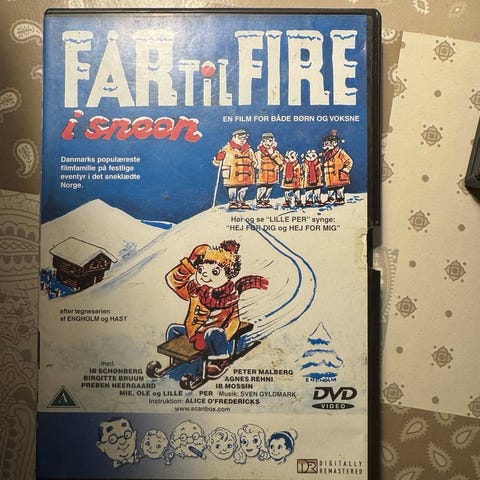 FAR TIL FIRE
i sneen
EN FILM FOR BÅDE BØRN OG VOKSNE
Danmarks populæreste
filmfamilie på festlige
eventyr i det sneklædte
Norge.
Hør og se "LILLE PER" synge:
"HEJ FOR DIG og HEJ FOR MIG"
efter tegneserien
af ENGHOLM og HAST
ENGHOLM
med
IB SCHØNBERG PETER MALBERG
BIRGITTE BRUUN AGNES REHNI
PREBEN NEERGAARD IB MOSSIN
MIE, OLE og LILLE PER Musik: SVEN GYLDMARK
Instruktion: ALICE O'FREDERICKS
www.scanbox.com
A
DVD
VIDEO
DR DIGITALLY
REMASTERED